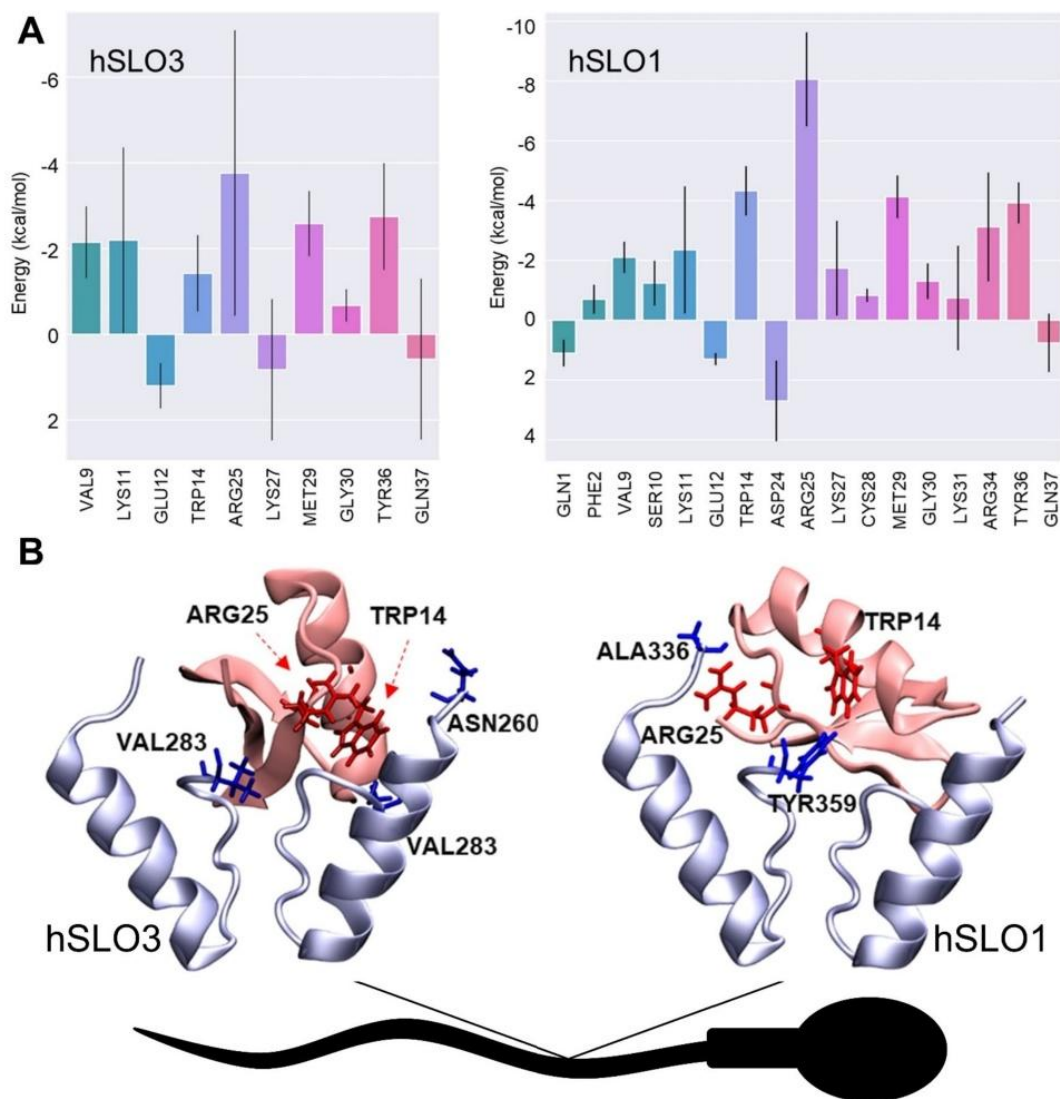 A
hSLO3
Energy (kcal/mol)
-6
-4
-2
0
2
VAL9
LYS11
GLU12
TRP14
ARG25
LYS27
MET29
GLY30
TYR36
GLN37
hSLO1
Energy (kcal/mol)
-10
-8
-6
-4
-2
0
2
4
GLN1
PHE2
VAL9
SER10
LYS11
GLU12
TRP14
ASP24
ARG25
LYS27
CYS28
MET29
GLY30
LYS31
ARG34
TYR36
GLN37
B
ARG25
TRP14
VAL283
ASN260
VAL283
hSLO3
TRP14
ALA336
ARG25
TYR359
hSLO1